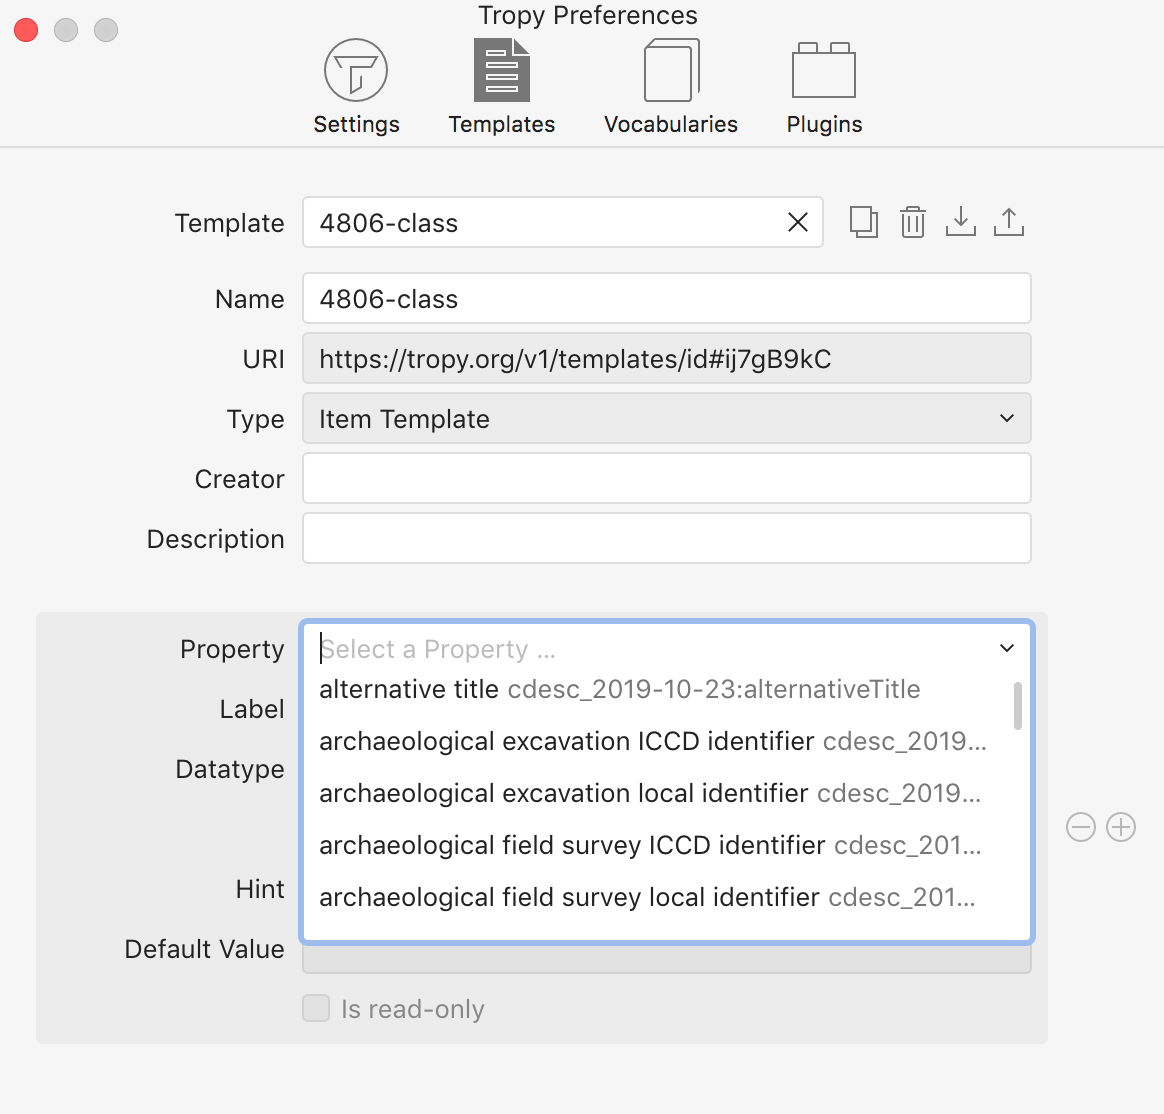 Tropy Preferences
Settings
Templates
Vocabularies
Plugins
Template 4806-class
Name 4806-class
URI https://tropy.org/v1/templates/id#ij7gB9kC
Type Item Template
Creator
Description
Property Select a Property ...
alternative title cdesc_2019-10-23:alternativeTitle
Label
archaeological excavation ICCD identifier cdesc_2019...
Datatype
archaeological excavation local identifier cdesc_2019...
archaeological field survey ICCD identifier cdesc_201...
Hint
archaeological field survey local identifier cdesc_201...
Default Value
Is read-only